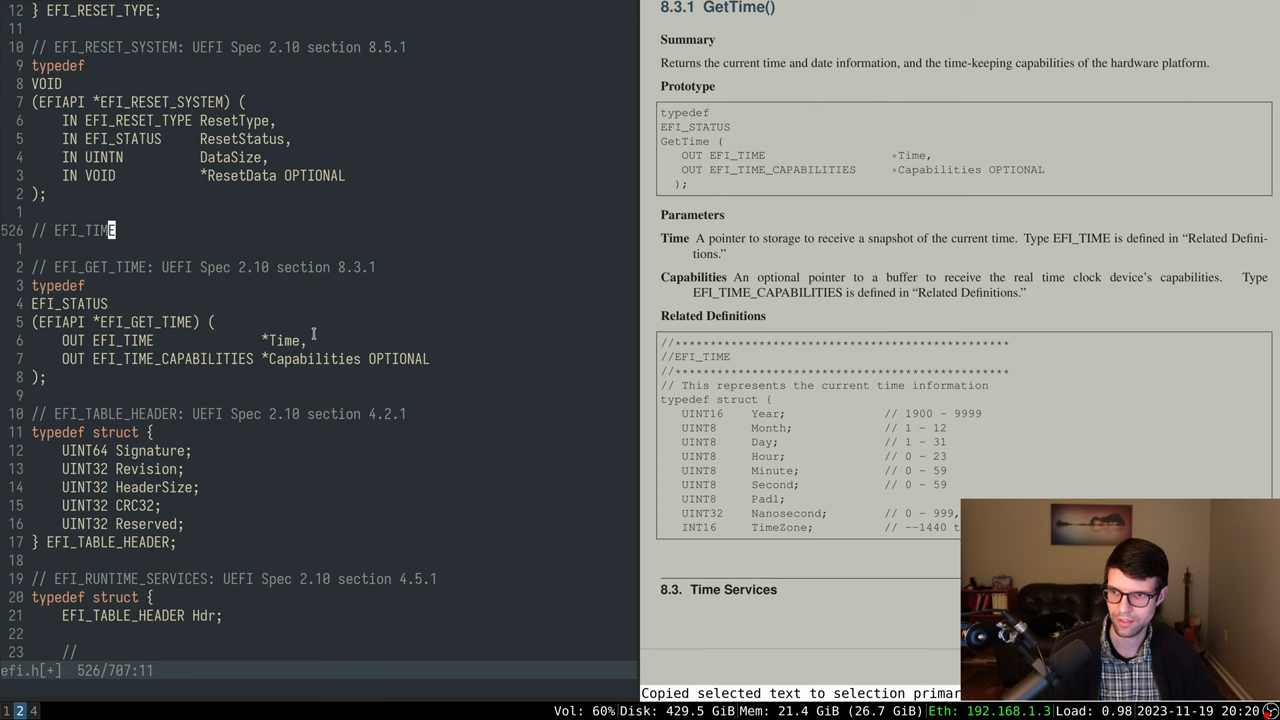 12 } EFI_RESET_TYPE;
11
10 // EFI_RESET_SYSTEM: UEFI Spec 2.10 section 8.5.1
9 typedef
8 VOID
7 (EFIAPI *EFI_RESET_SYSTEM) (
6 IN EFI_RESET_TYPE ResetType,
5 IN EFI_STATUS ResetStatus,
4 IN UINTN DataSize,
3 IN VOID *ResetData OPTIONAL
2 );
1
526 // EFI_TIME
1
2 // EFI_GET_TIME: UEFI Spec 2.10 section 8.3.1
3 typedef
4 EFI_STATUS
5 (EFIAPI *EFI_GET_TIME) (
6 OUT EFI_TIME *Time,
7 OUT EFI_TIME_CAPABILITIES *Capabilities OPTIONAL
8 );
9
10 // EFI_TABLE_HEADER: UEFI Spec 2.10 section 4.2.1
11 typedef struct {
12 UINT64 Signature;
13 UINT32 Revision;
14 UINT32 HeaderSize;
15 UINT32 CRC32;
16 UINT32 Reserved;
17 } EFI_TABLE_HEADER;
18
19 // EFI_RUNTIME_SERVICES: UEFI Spec 2.10 section 4.5.1
20 typedef struct {
21 EFI_TABLE_HEADER Hdr;
22
23 //
efi.h[+] 526/707:11
8.3.1 GetTime()
Summary
Returns the current time and date information, and the time-keeping capabilities of the hardware platform.
Prototype
typedef
EFI_STATUS
GetTime (
OUT EFI_TIME *Time,
OUT EFI_TIME_CAPABILITIES *Capabilities OPTIONAL
);
Parameters
Time A pointer to storage to receive a snapshot of the current time. Type EFI_TIME is defined in “Related Defini-
tions.”
Capabilities An optional pointer to a buffer to receive the real time clock device’s capabilities. Type
EFI_TIME_CAPABILITIES is defined in “Related Definitions.”
Related Definitions
//***********************************************
//EFI_TIME
//***********************************************
// This represents the current time information
typedef struct {
UINT16 Year; // 1900 - 9999
UINT8 Month; // 1 - 12
UINT8 Day; // 1 - 31
UINT8 Hour; // 0 - 23
UINT8 Minute; // 0 - 59
UINT8 Second; // 0 - 59
UINT8 Pad1;
UINT32 Nanosecond; // 0 - 999,
INT16 TimeZone; // --1440 t
8.3. Time Services
Copied selected text to selection primar
1 2 4 Vol: 60%|Disk: 429.5 GiB|Mem: 21.4 GiB (26.7 GiB)|Eth: 192.168.1.3|Load: 0.98 2023-11-19 20:20